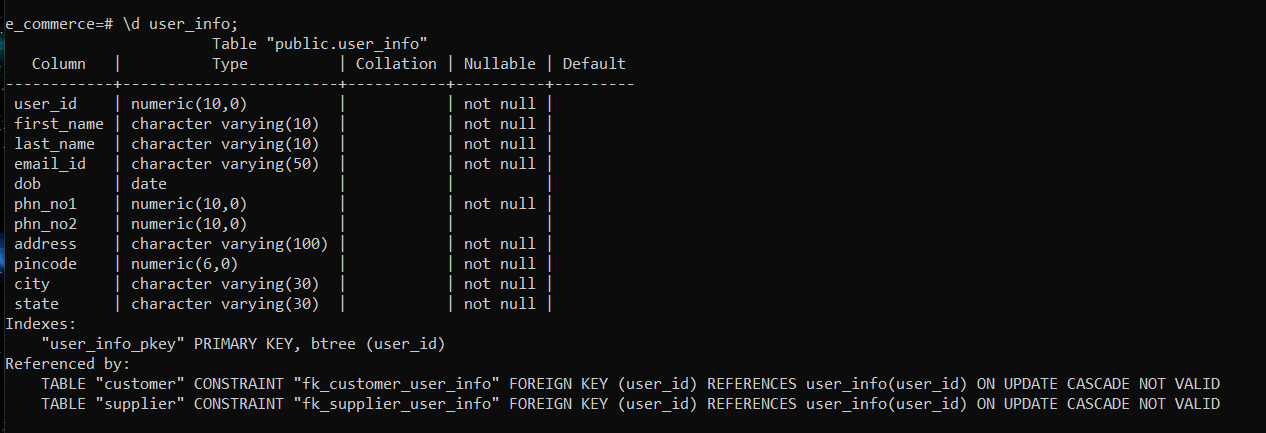 e_commerce=# \d user_info;
                       Table "public.user_info"
   Column   |          Type          | Collation | Nullable | Default
------------+------------------------+-----------+----------+---------
 user_id    | numeric(10,0)          |           | not null |
 first_name | character varying(10)  |           | not null |
 last_name  | character varying(10)  |           | not null |
 email_id   | character varying(50)  |           | not null |
 dob        | date                   |           |          |
 phn_no1    | numeric(10,0)          |           | not null |
 phn_no2    | numeric(10,0)          |           |          |
 address    | character varying(100) |           | not null |
 pincode    | numeric(6,0)           |           | not null |
 city       | character varying(30)  |           | not null |
 state      | character varying(30)  |           | not null |
Indexes:
    "user_info_pkey" PRIMARY KEY, btree (user_id)
Referenced by:
    TABLE "customer" CONSTRAINT "fk_customer_user_info" FOREIGN KEY (user_id) REFERENCES user_info(user_id) ON UPDATE CASCADE NOT VALID
    TABLE "supplier" CONSTRAINT "fk_supplier_user_info" FOREIGN KEY (user_id) REFERENCES user_info(user_id) ON UPDATE CASCADE NOT VALID